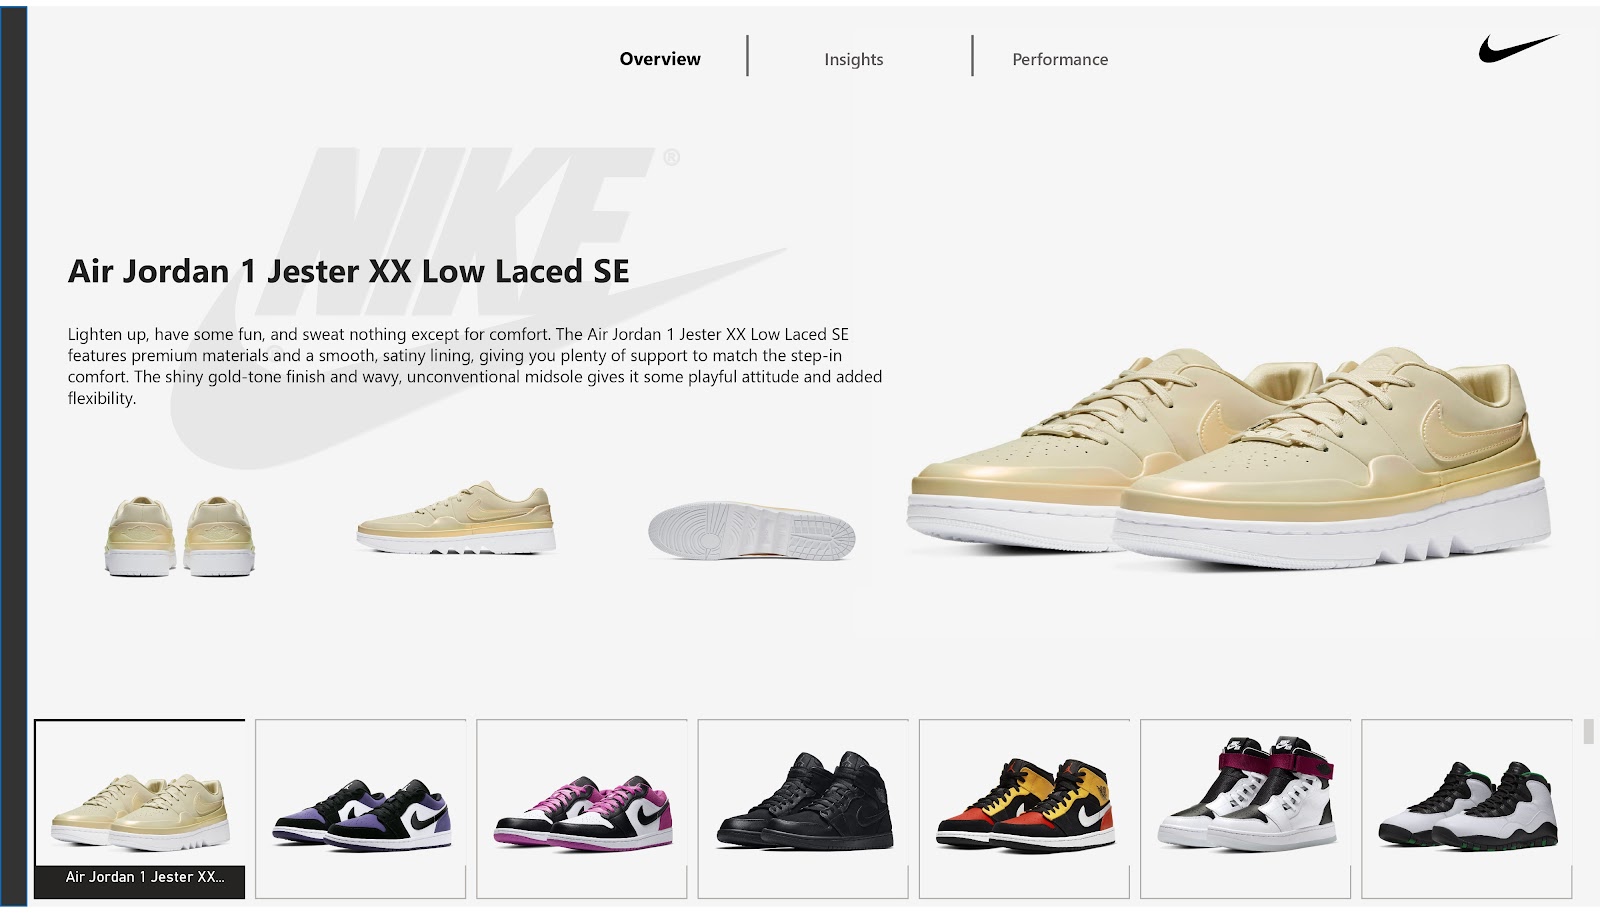 Overview
Insights
Performance
NIKE ®
Air Jordan 1 Jester XX Low Laced SE
Lighten up, have some fun, and sweat nothing except for comfort. The Air Jordan 1 Jester XX Low Laced SE
features premium materials and a smooth, satiny lining, giving you plenty of support to match the step-in
comfort. The shiny gold-tone finish and wavy, unconventional midsole gives it some playful attitude and added
flexibility.
Air Jordan 1 Jester XX...